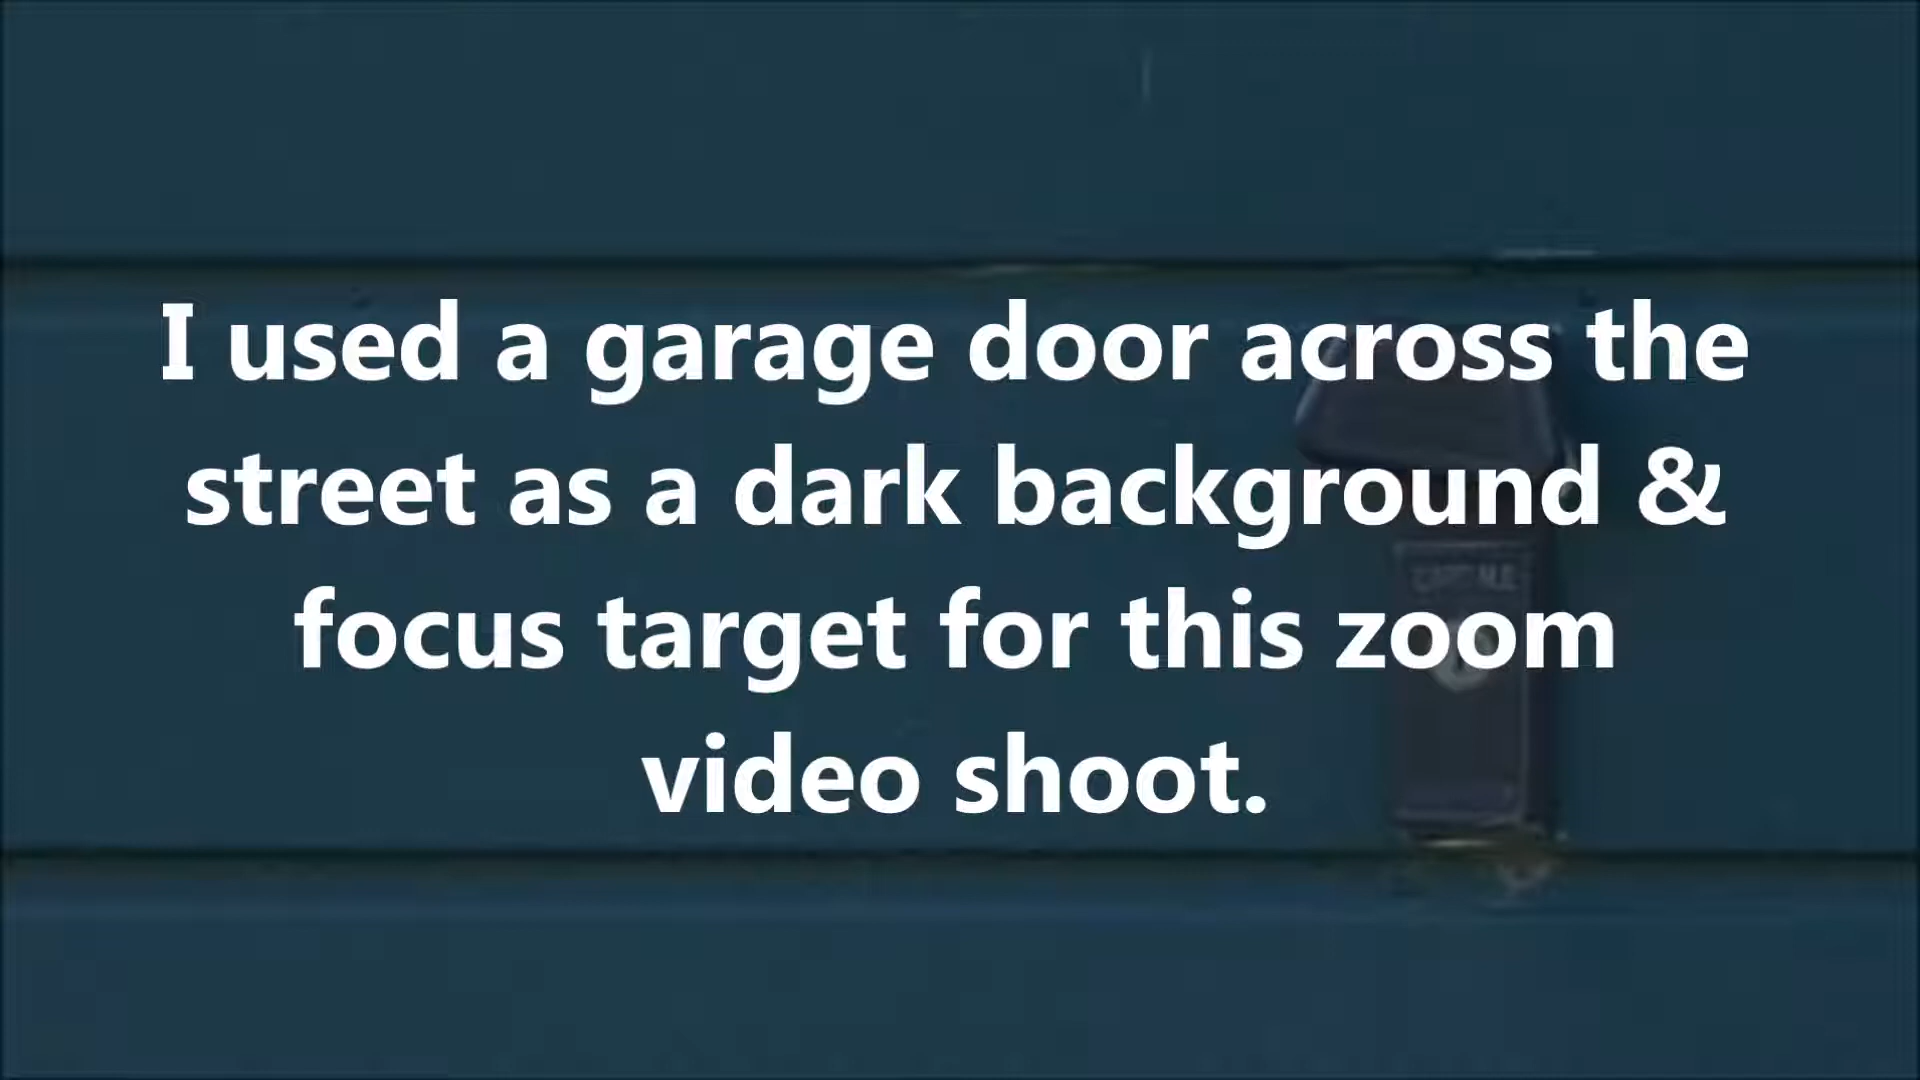 I used a garage door across the
street as a dark background &
focus target for this zoom
video shoot.